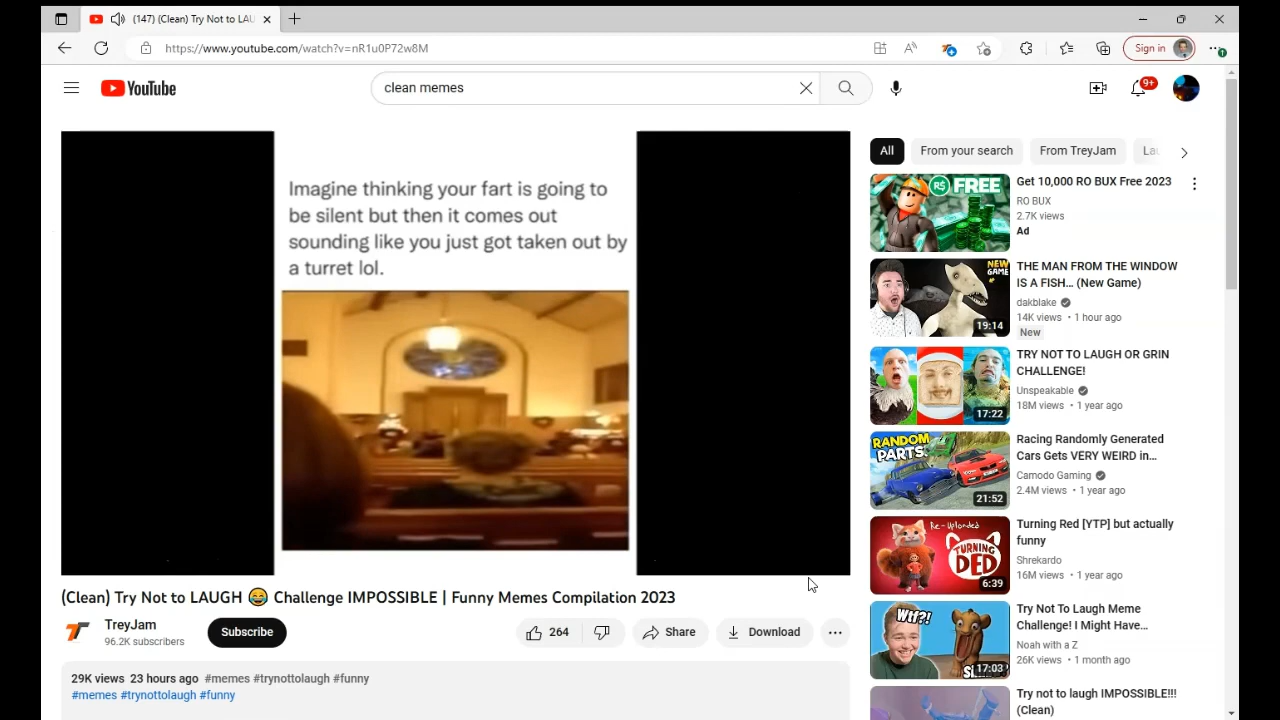 (147) (Clean) Try Not to LAU
https://www.youtube.com/watch?v=nR1u0P72w8M
Sign in
YouTube
clean memes
9+
Imagine thinking your fart is going to
be silent but then it comes out
sounding like you just got taken out by
a turret lol.
(Clean) Try Not to LAUGH 😂 Challenge IMPOSSIBLE | Funny Memes Compilation 2023
TreyJam
96.2K subscribers
Subscribe
264
Share
Download
29K views 23 hours ago #memes #trynottolaugh #funny
#memes #trynottolaugh #funny
All
From your search
From TreyJam
R$ FREE
Get 10,000 RO BUX Free 2023
RO BUX
2.7K views
Ad
NEW
GAME
19:14
THE MAN FROM THE WINDOW
IS A FISH... (New Game)
dakblake
14K views • 1 hour ago
New
17:22
TRY NOT TO LAUGH OR GRIN
CHALLENGE!
Unspeakable
18M views • 1 year ago
RANDOM
PARTS
21:52
Racing Randomly Generated
Cars Gets VERY WEIRD in...
Camodo Gaming
2.4M views • 1 year ago
Re-Uploaded
TURNING
DED
6:39
Turning Red [YTP] but actually
funny
Shrekardo
16M views • 1 year ago
Wtf?!
17:03
Try Not To Laugh Meme
Challenge! I Might Have...
Noah with a Z
26K views • 1 month ago
Try not to laugh IMPOSSIBLE!!!
(Clean)